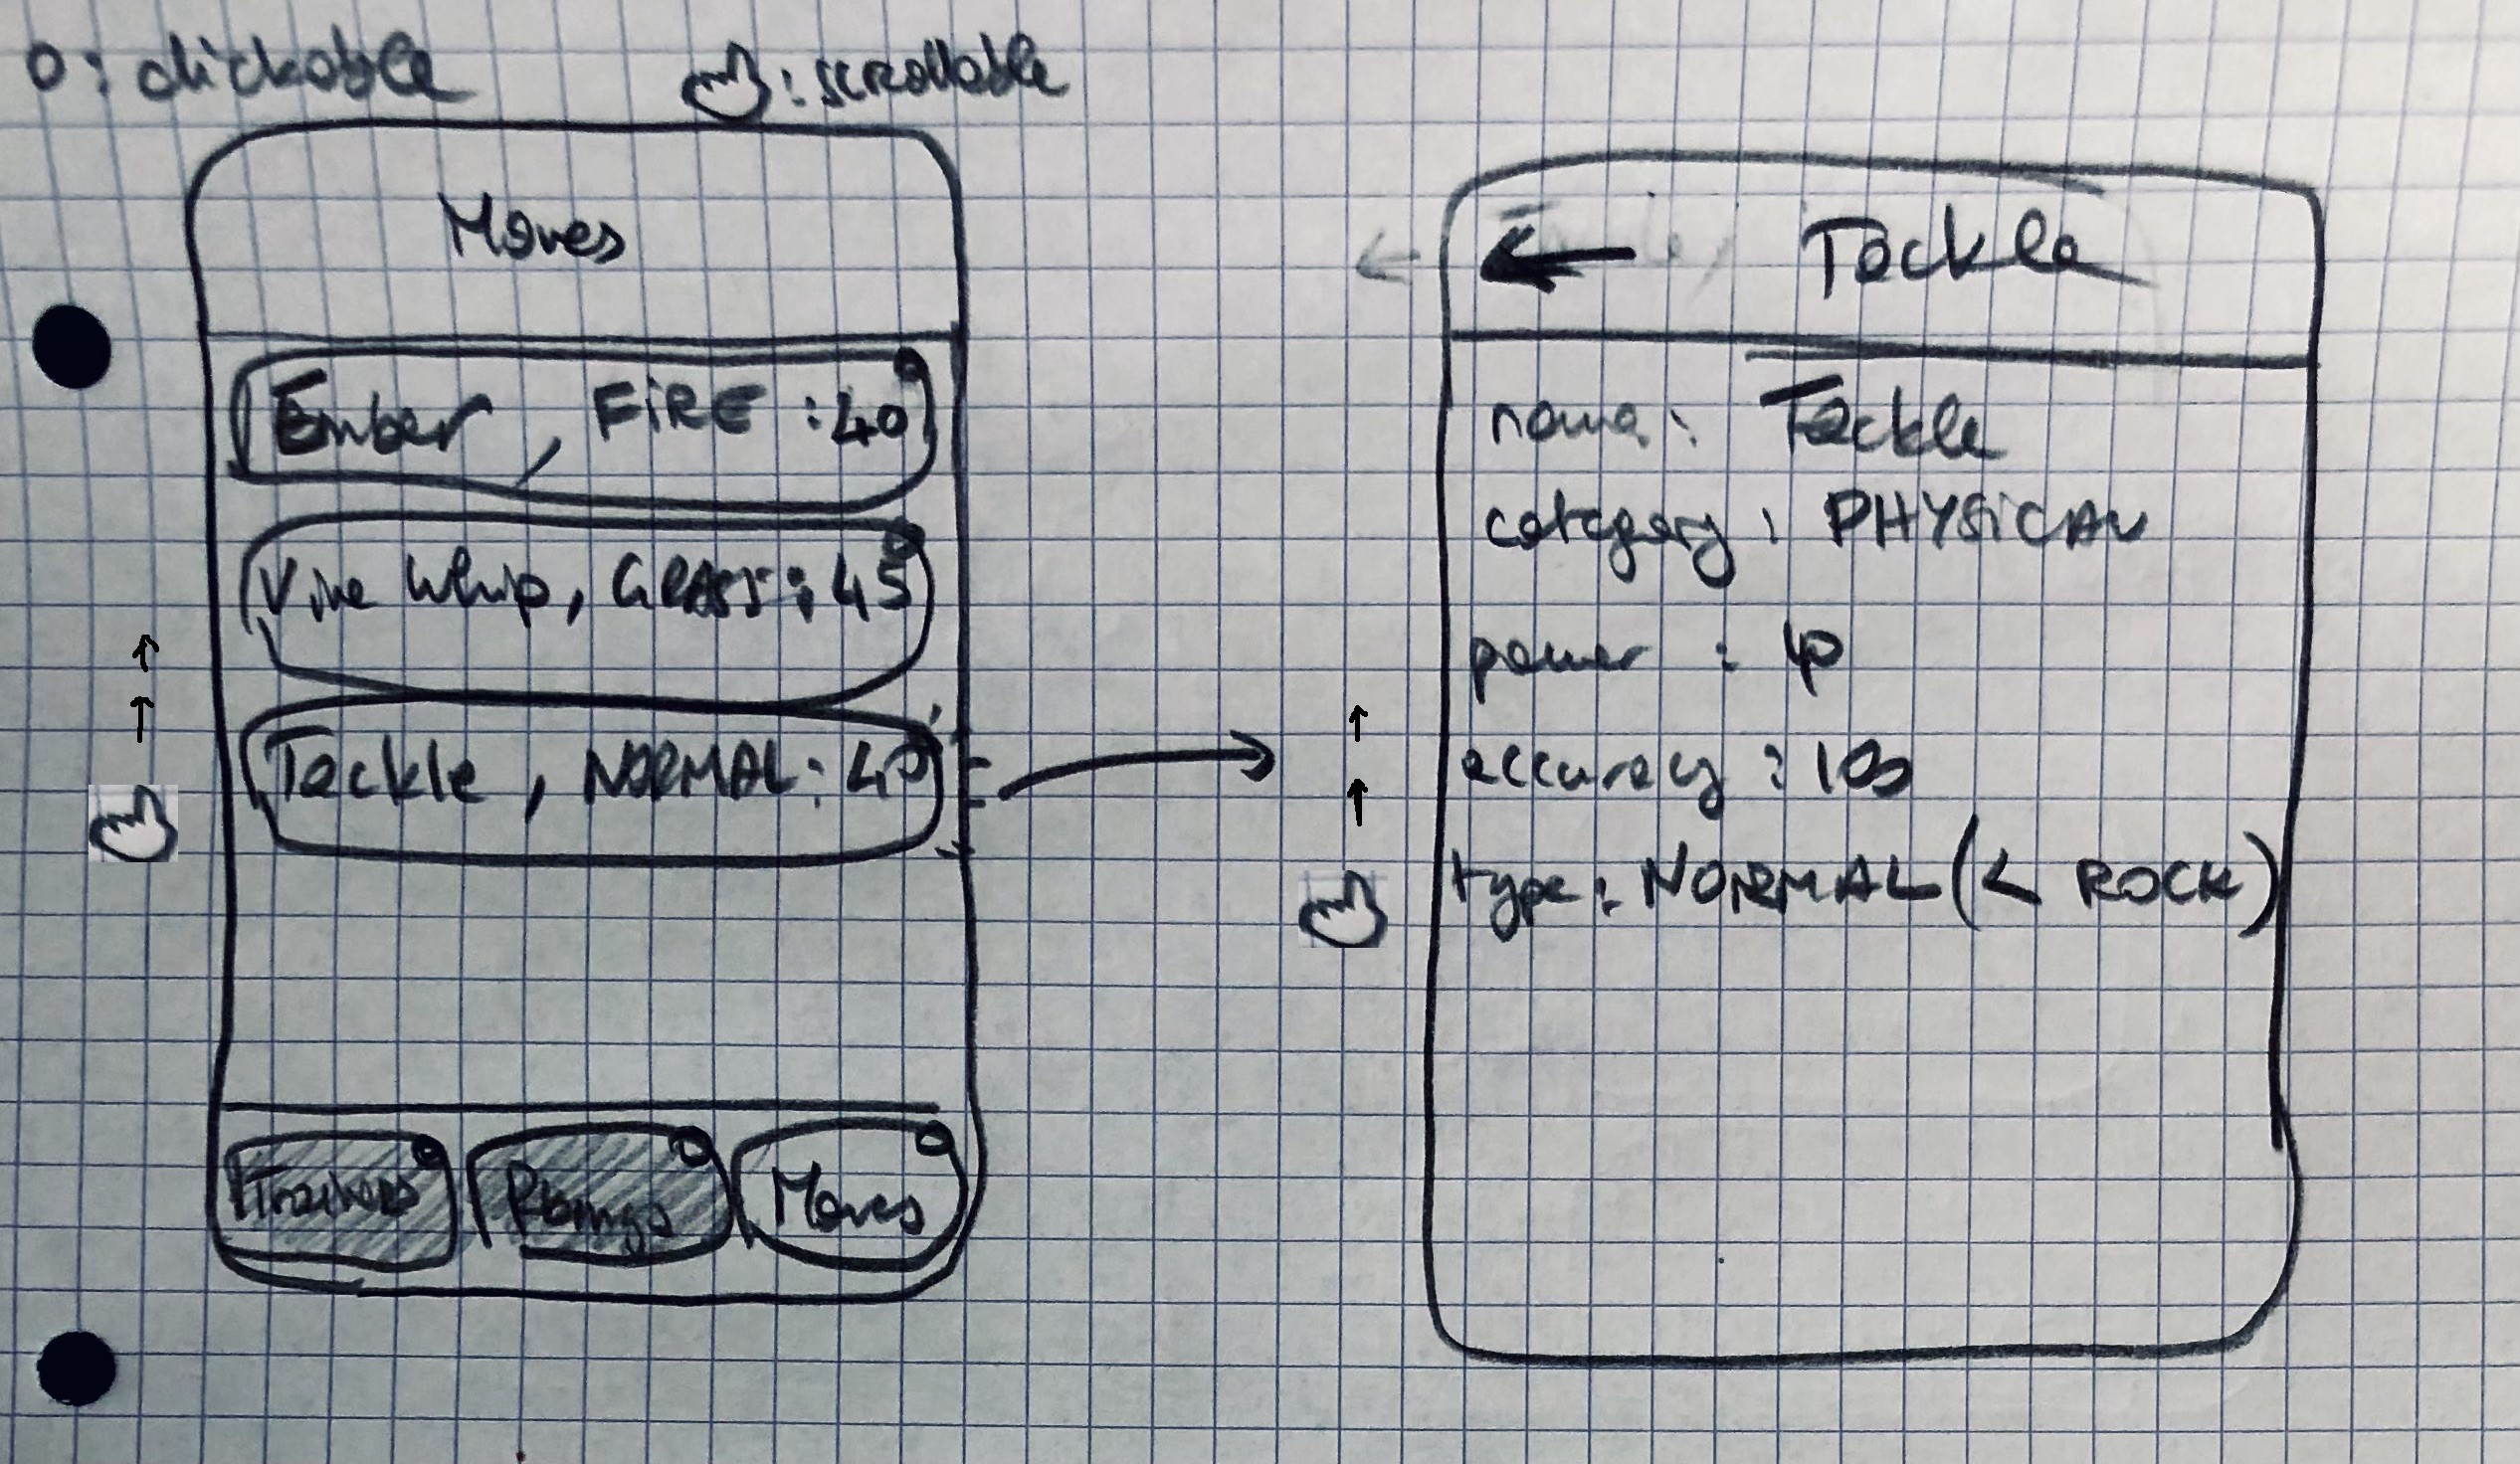 O: clickable
: scrollable
Moves
Ember, FiRE : 40
Vine Whip, GRASS : 45
Tackle, NORMAL : 40
Trainers
Moves
← Tackle
name : Tackle
category : PHYSiCAL
power : 40
accuracy : 100
type : NORMAL (< ROCK)